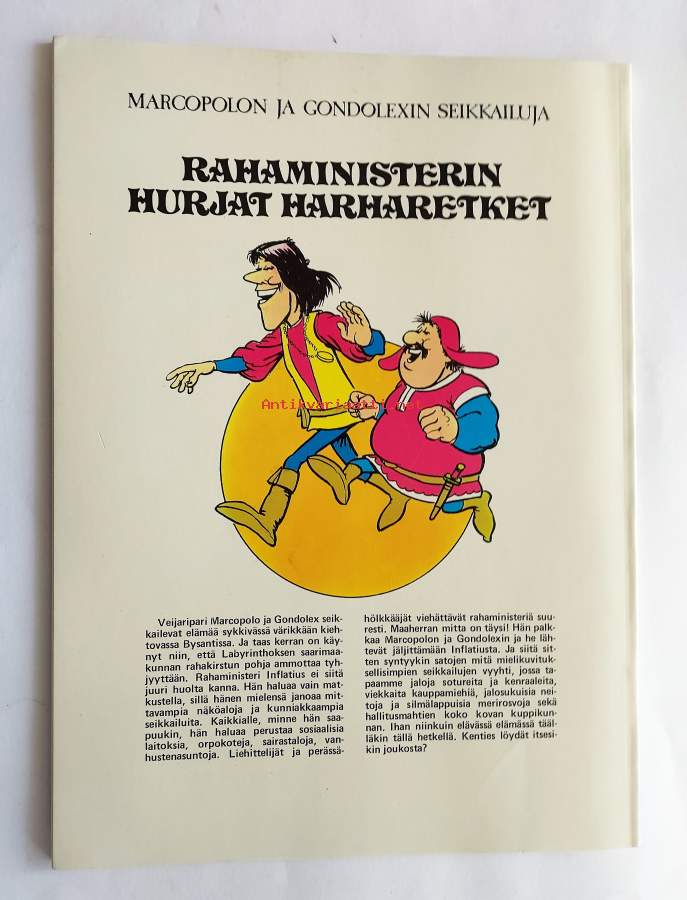 MARCOPOLON JA GONDOLEXIN SEIKKAILUJA
RAHAMINISTERIN
HURJAT HARHARETKET
Antikvariaatti.net
Veijaripari Marcopolo ja Gondolex seik-
kailevat elämää sykkivässä värikkään kieh-
tovassa Bysantissa. Ja taas kerran on käy-
nyt niin, että Labyrinthoksen saarimaa-
kunnan rahakirstun pohja ammottaa tyh-
jyyttään. Rahaministeri Inflatius ei siitä
juuri huolta kanna. Hän haluaa vain mat-
kustella, sillä hänen mielensä janoaa mit-
tavampia näköaloja ja kunniakkaampia
seikkailuita. Kaikkialle, minne hän saa-
puukin, hän haluaa perustaa sosiaalisia
laitoksia, orpokoteja, sairastaloja, van-
hustenasuntoja. Liehittelijät ja perässä-
hölkkääjät viehättävät rahaministeriä suu-
resti. Maaherran mitta on täysi! Hän palk-
kaa Marcopolon ja Gondolexin ja he läh-
tevät jäljittämään Inflatiusta. Ja siitä sit-
ten syntyykin satojen mitä mielikuvituk-
sellisimpien seikkailujen vyyhti, jossa ta-
paamme jaloja sotureita ja kenraaleita,
viekkaita kauppamiehiä, jalosukuisia nei-
toja ja silmälappuisia merirosvoja sekä
hallitusmahtien koko kovan kuppikun-
nan. Ihan niinkuin elävässä elämässä tääl-
läkin tällä hetkellä. Kenties löydät itsesi-
kin joukosta?